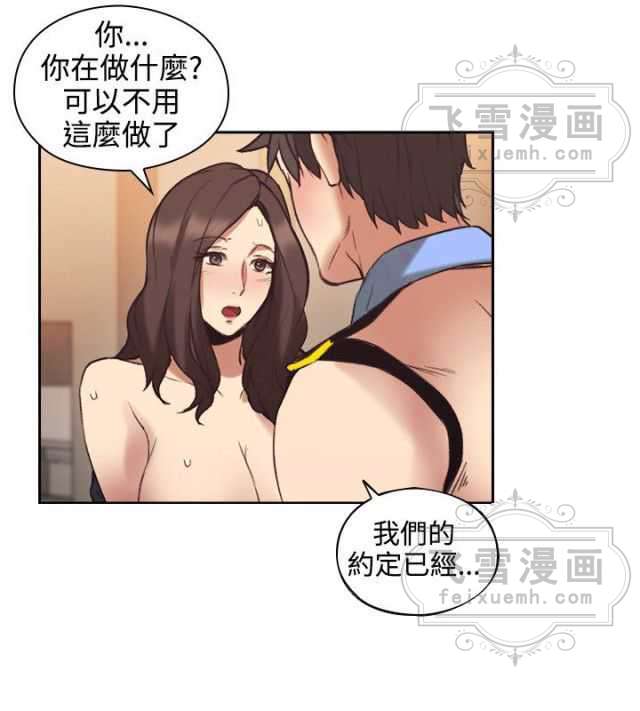 你...
你在做什麼?
可以不用
這麼做了
飞雪漫画
feixuemh.com
我們的
約定已經...
飞雪漫画
feixuemh.com